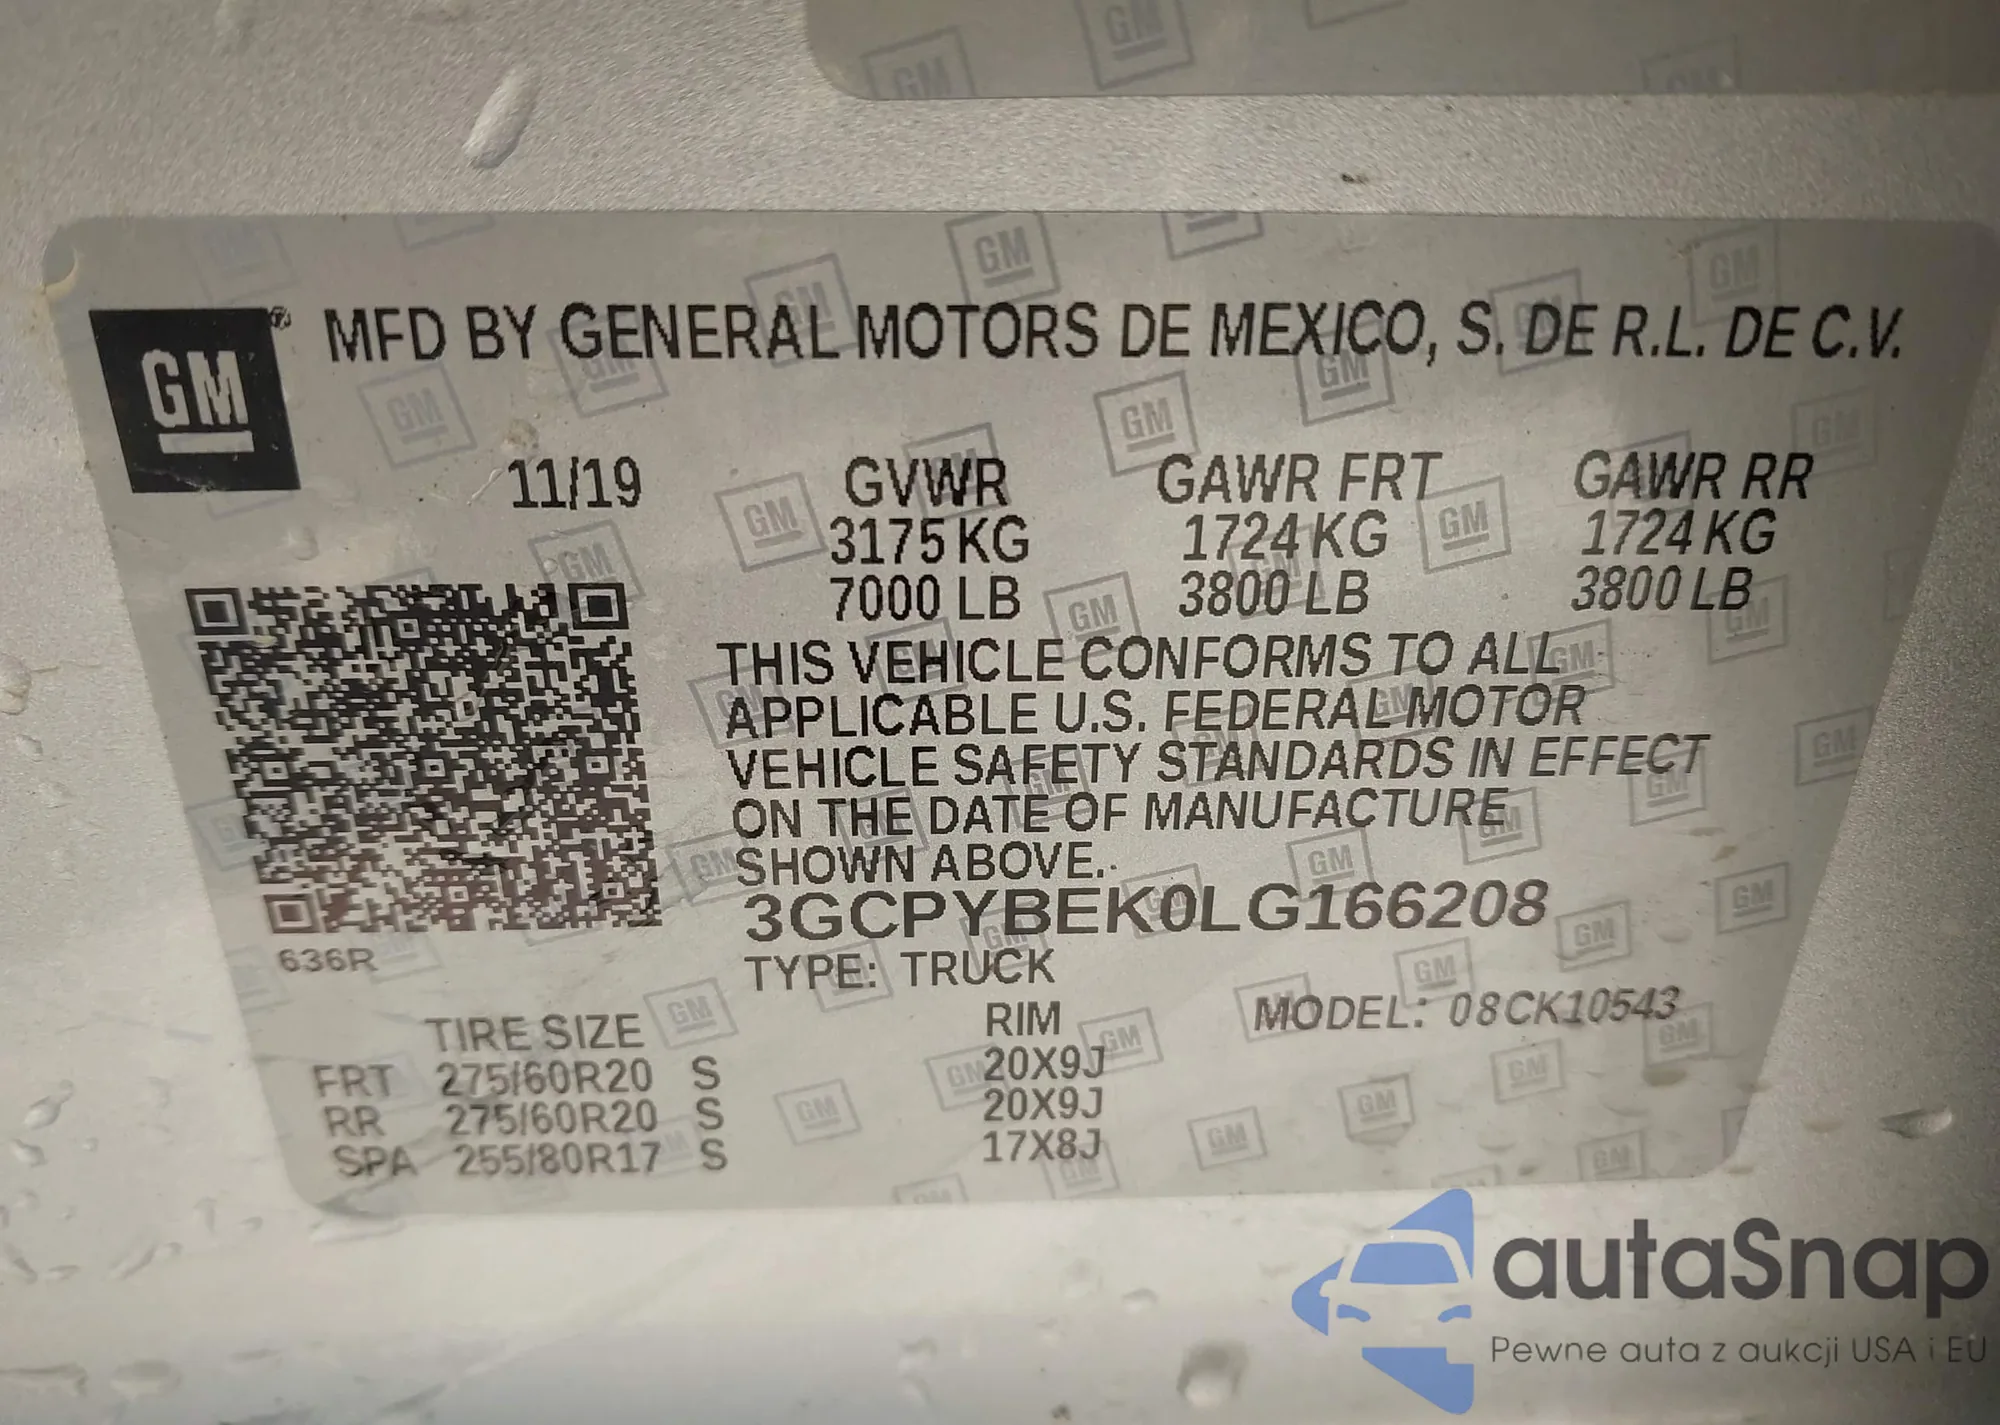 GM
MFD BY GENERAL MOTORS DE MEXICO, S. DE R.L. DE C.V.
11/19 GVWR GAWR FRT GAWR RR
3175 KG 1724 KG 1724 KG
7000 LB 3800 LB 3800 LB
THIS VEHICLE CONFORMS TO ALL
APPLICABLE U.S. FEDERAL MOTOR
VEHICLE SAFETY STANDARDS IN EFFECT
ON THE DATE OF MANUFACTURE
SHOWN ABOVE.
3GCPYBEK0LG166208
636R
TYPE: TRUCK
MODEL: 08CK10543
TIRE SIZE RIM
FRT 275/60R20 S 20X9J
RR 275/60R20 S 20X9J
SPA 255/80R17 S 17X8J
autaSnap
Pewne auta z aukcji USA i EU